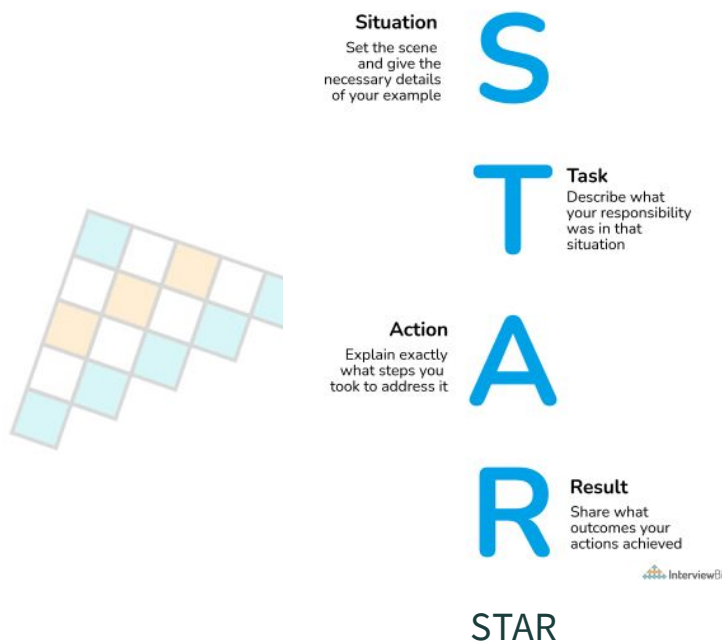 Situation
Set the scene
and give the
necessary details
of your example
S
T
Task
Describe what
your responsibility
was in that
situation
Action
Explain exactly
what steps you
took to address it
A
R
Result
Share what
outcomes your
actions achieved
InterviewBi
STAR